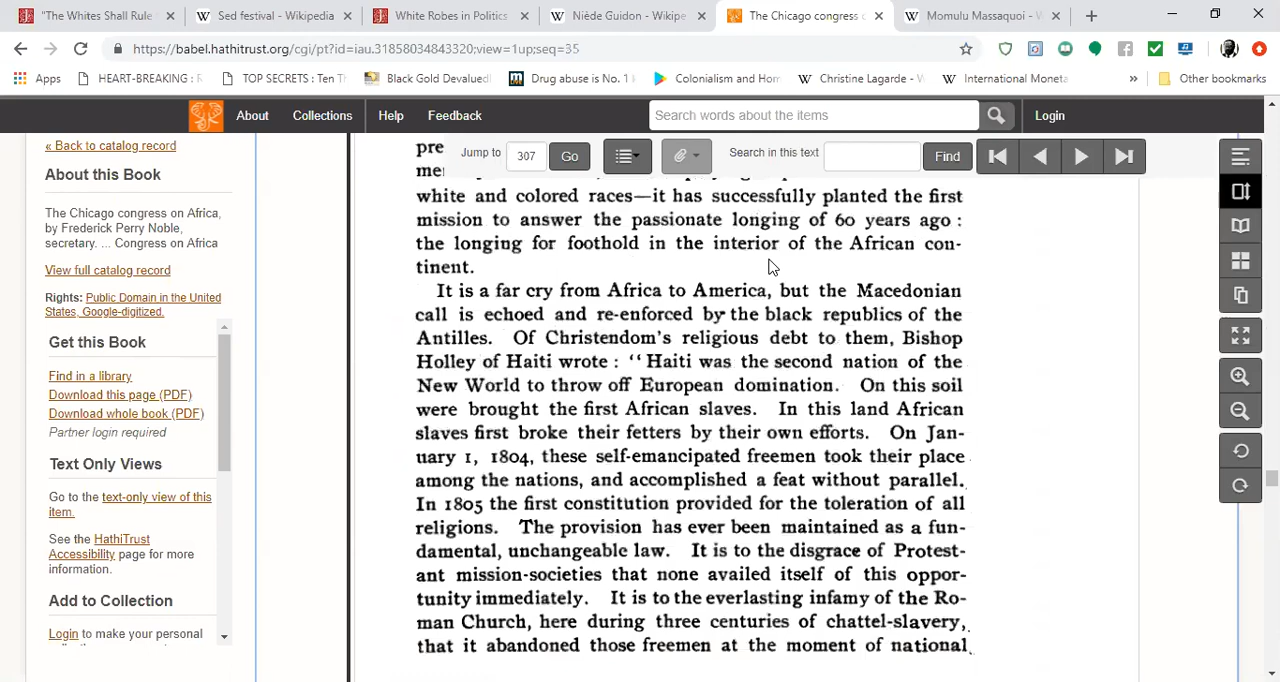 "The Whites Shall Rule
Sed festival - Wikipedia
White Robes in Politics
Niède Guidon - Wikipe
The Chicago congress o
Momulu Massaquoi - W
https://babel.hathitrust.org/cgi/pt?id=iau.31858034843320;view=1up;seq=35
Apps
HEART-BREAKING : R
TOP SECRETS : Ten Th
Black Gold Devalued
Drug abuse is No. 1 k
Colonialism and Hom
Christine Lagarde - W
International Moneta
»
Other bookmarks
About
Collections
Help
Feedback
Search words about the items
Login
« Back to catalog record
About this Book
The Chicago congress on Africa,
by Frederick Perry Noble,
secretary. ... Congress on Africa
View full catalog record
Rights: Public Domain in the United
States, Google-digitized.
Get this Book
Find in a library
Download this page (PDF)
Download whole book (PDF)
Partner login required
Text Only Views
Go to the text-only view of this
item.
See the HathiTrust
Accessibility page for more
information.
Add to Collection
Login to make your personal
Jump to
307
Go
Search in this text
Find
pre
me
white and colored races—it has successfully planted the first
mission to answer the passionate longing of 60 years ago :
the longing for foothold in the interior of the African con-
tinent.
It is a far cry from Africa to America, but the Macedonian
call is echoed and re-enforced by the black republics of the
Antilles. Of Christendom's religious debt to them, Bishop
Holley of Haiti wrote : "Haiti was the second nation of the
New World to throw off European domination. On this soil
were brought the first African slaves. In this land African
slaves first broke their fetters by their own efforts. On Jan-
uary 1, 1804, these self-emancipated freemen took their place
among the nations, and accomplished a feat without parallel.
In 1805 the first constitution provided for the toleration of all
religions. The provision has ever been maintained as a fun-
damental, unchangeable law. It is to the disgrace of Protest-
ant mission-societies that none availed itself of this oppor-
tunity immediately. It is to the everlasting infamy of the Ro-
man Church, here during three centuries of chattel-slavery,
that it abandoned those freemen at the moment of national